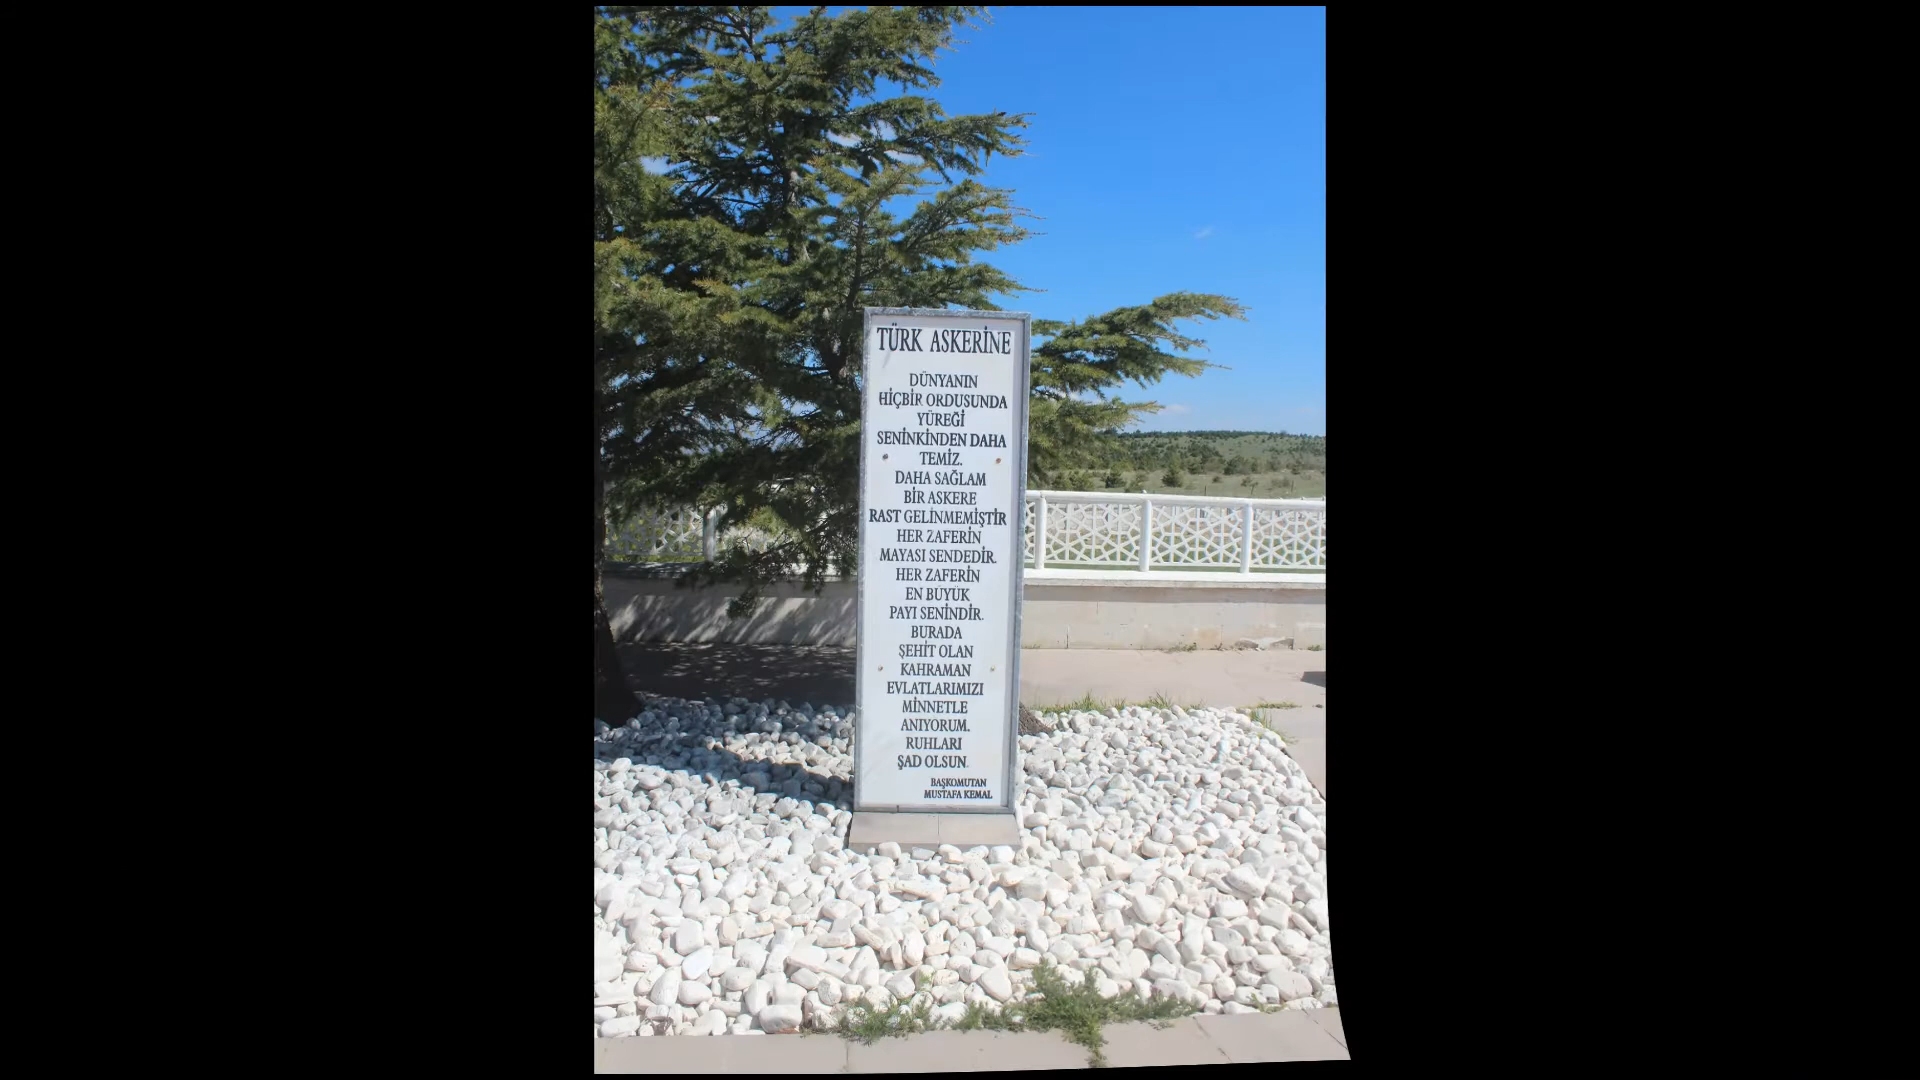 TÜRK ASKERİNE
DÜNYANIN
HİÇBİR ORDUSUNDA
YÜREĞİ
SENİNKİNDEN DAHA
TEMİZ.
DAHA SAĞLAM
BİR ASKERE
RAST GELİNMEMİŞTİR
HER ZAFERİN
MAYASI SENDEDİR.
HER ZAFERİN
EN BÜYÜK
PAYI SENİNDİR.
BURADA
ŞEHİT OLAN
KAHRAMAN
EVLATLARIMIZI
MİNNETLE
ANIYORUM.
RUHLARI
ŞAD OLSUN.
BAŞKOMUTAN
MUSTAFA KEMAL